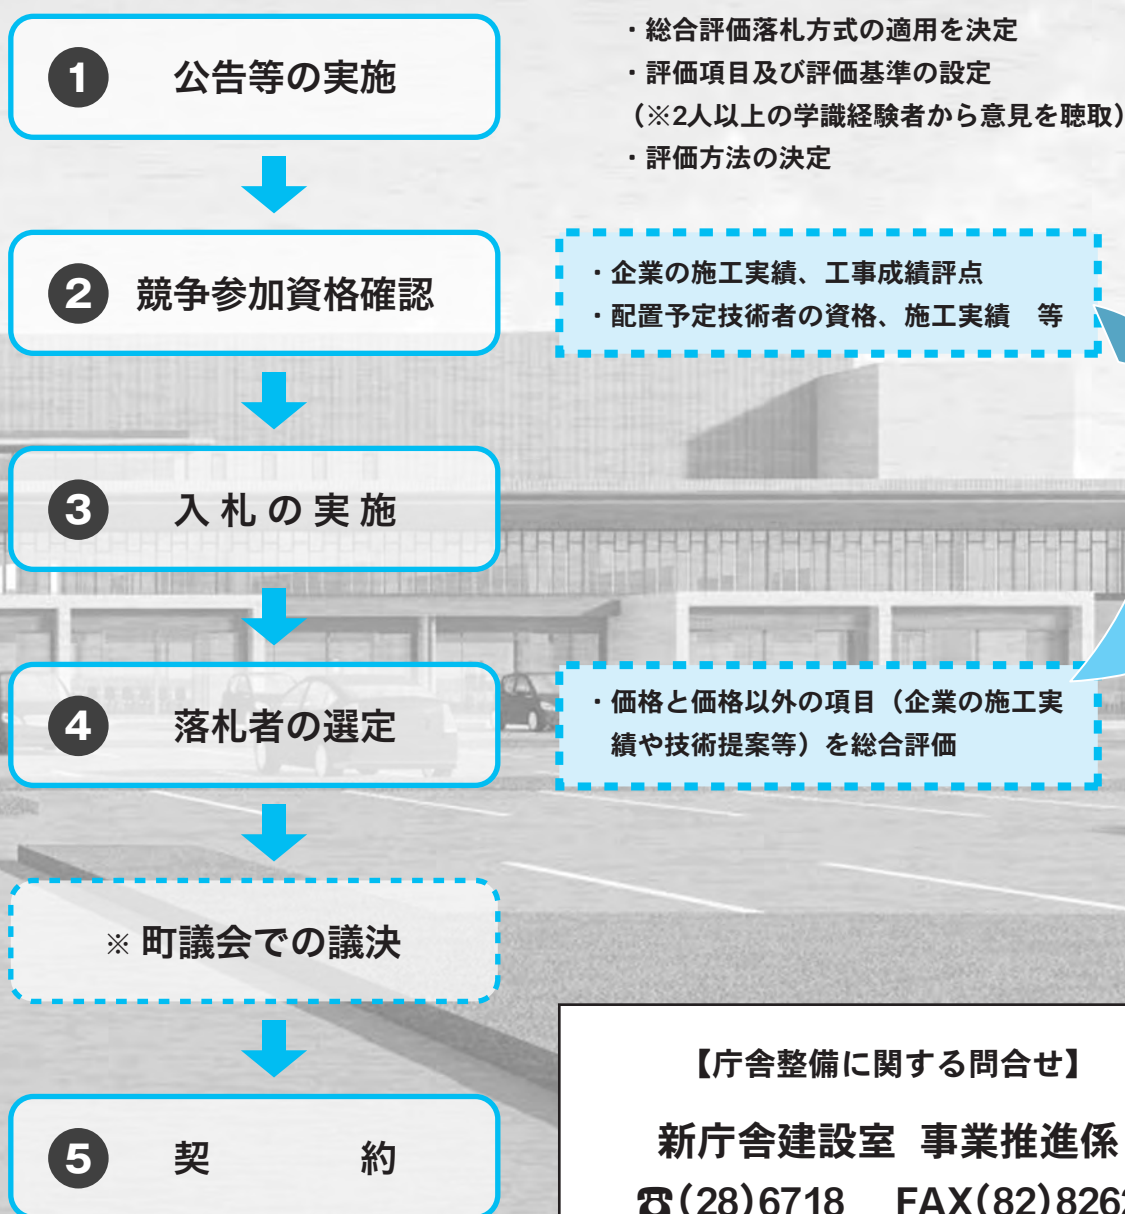 ❶ 公告等の実施
・総合評価落札方式の適用を決定
・評価項目及び評価基準の設定
(※2人以上の学識経験者から意見を聴取)
・評価方法の決定
❷ 競争参加資格確認
・企業の施工実績、工事成績評点
・配置予定技術者の資格、施工実績　等
❸ 入札の実施
❹ 落札者の選定
・価格と価格以外の項目（企業の施工実
績や技術提案等）を総合評価
※ 町議会での議決
❺ 契　約
【庁舎整備に関する問合せ】
新庁舎建設室 事業推進係
☎(28)6718　FAX(82)8262